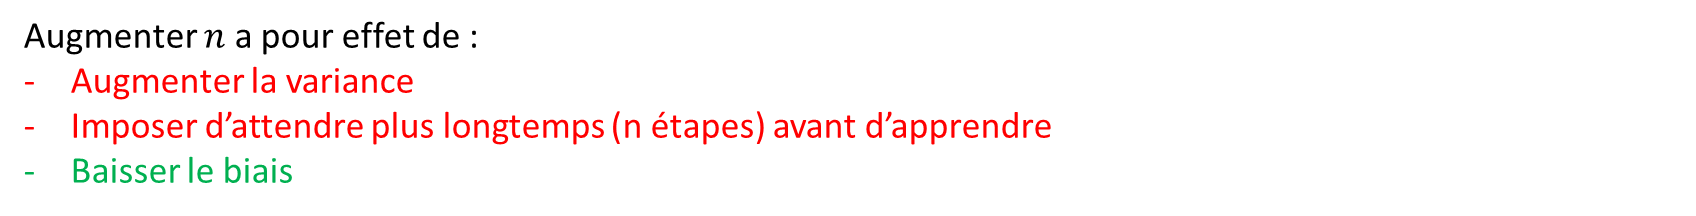 Augmenter n a pour effet de :
- Augmenter la variance
- Imposer d’attendre plus longtemps (n étapes) avant d’apprendre
- Baisser le biais